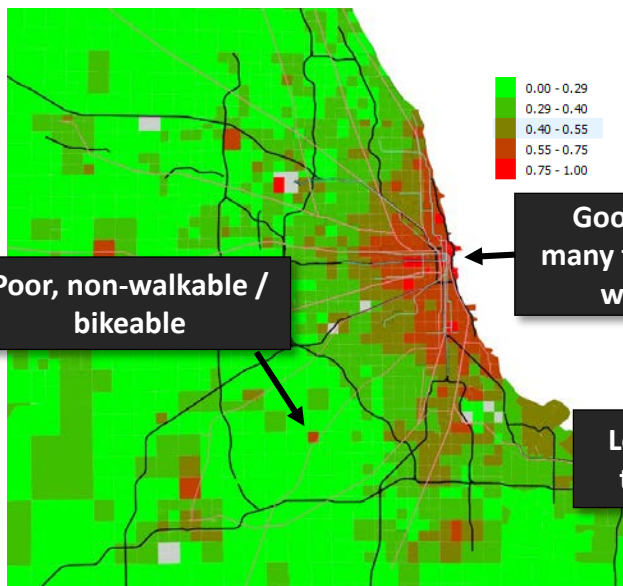 0.00 - 0.29
0.29 - 0.40
0.40 - 0.55
0.55 - 0.75
0.75 - 1.00
many
Poor, non-walkable /
bikeable